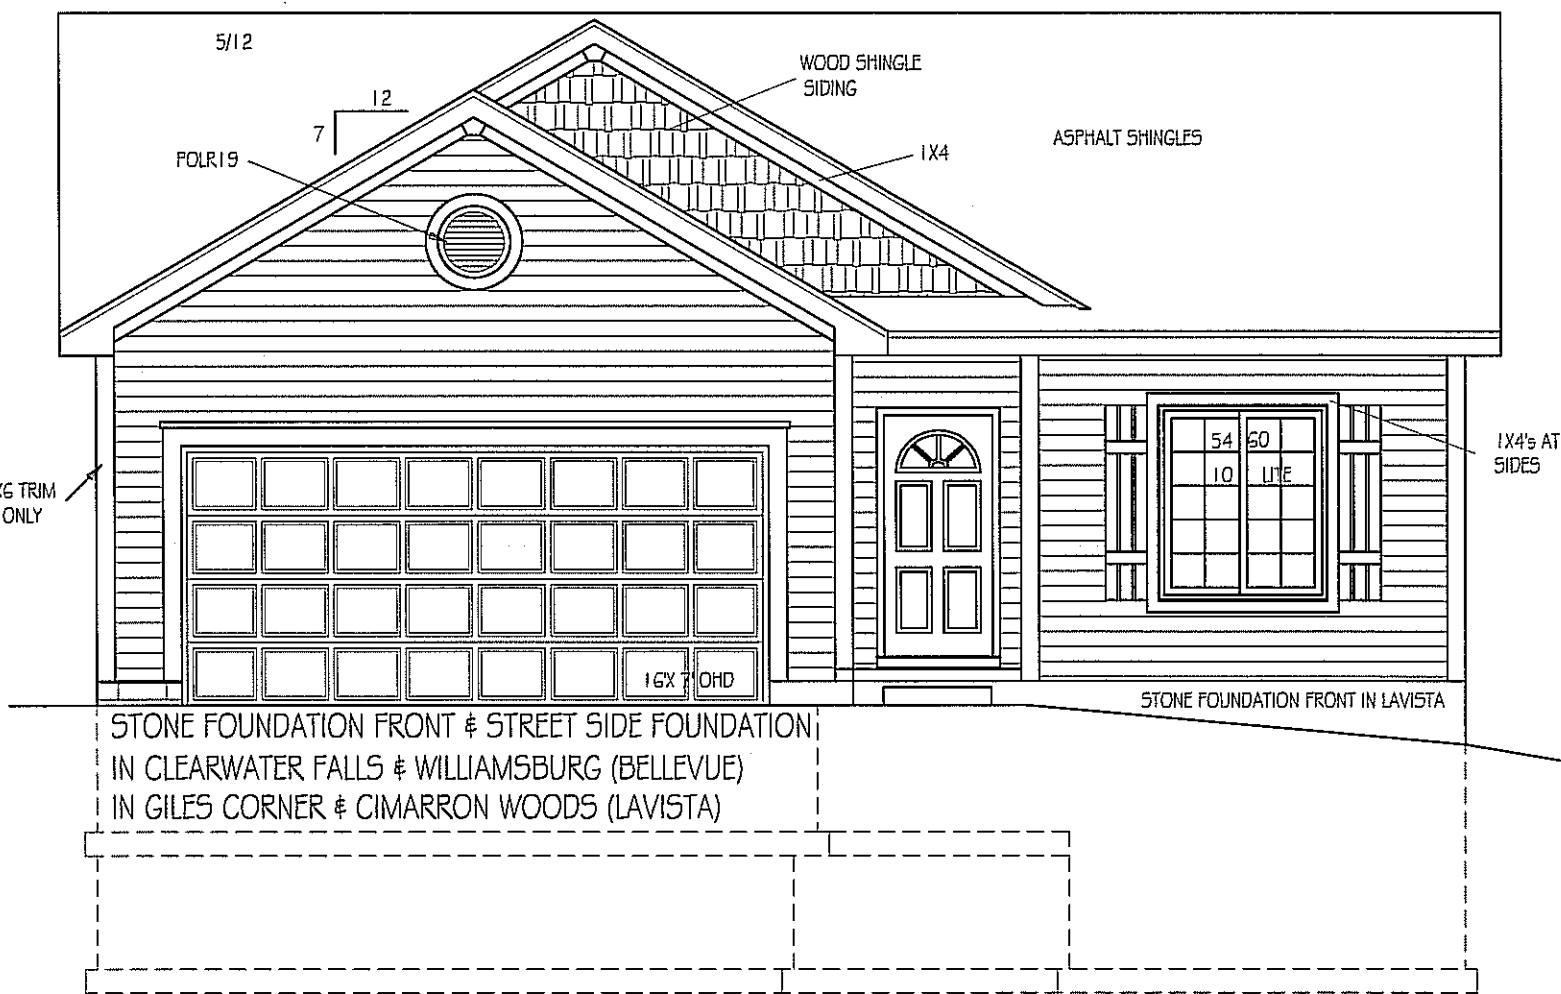 5/12
12
7
POLR19
WOOD SHINGLE
SIDING
1X4
ASPHALT SHINGLES
X6 TRIM
ONLY
54 60
10 LITE
1X4's AT
SIDES
16'X 7' OHD
STONE FOUNDATION FRONT IN LAVISTA
STONE FOUNDATION FRONT & STREET SIDE FOUNDATION
IN CLEARWATER FALLS & WILLIAMSBURG (BELLEVUE)
IN GILES CORNER & CIMARRON WOODS (LAVISTA)